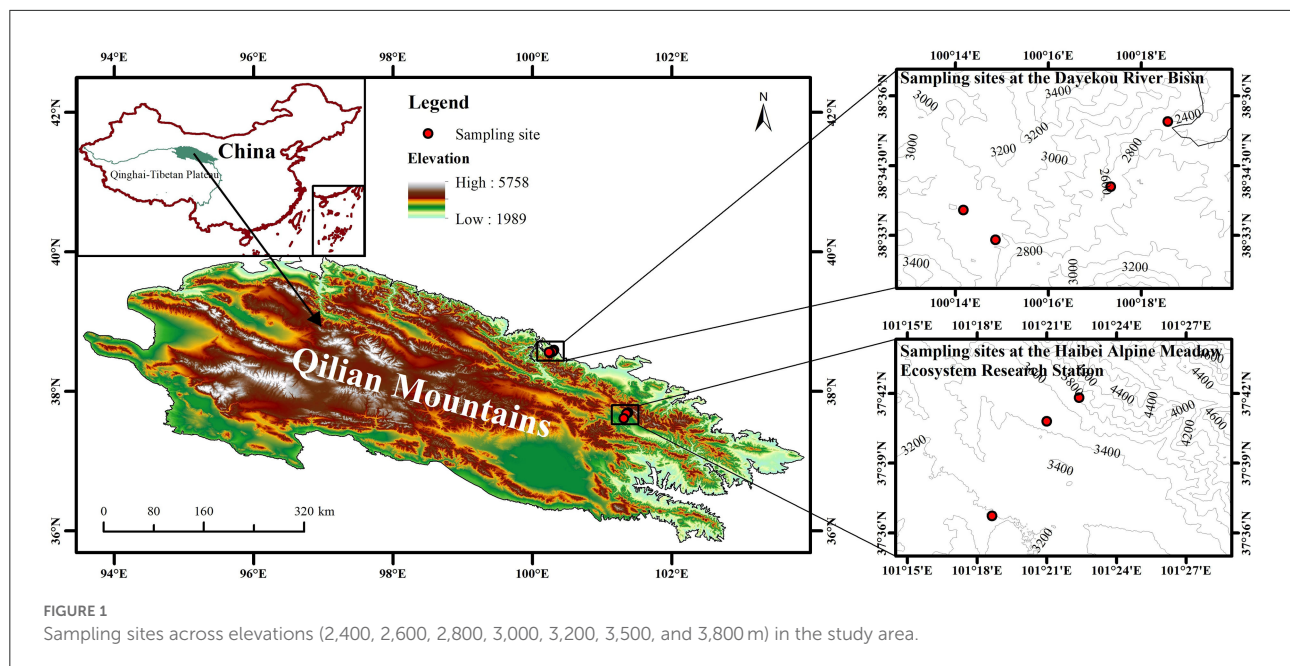 94°E 96°E 98°E 100°E 102°E
42°N
40°N
38°N
36°N
China
Qinghai-Tibetan Plateau
Legend
Sampling site
Elevation
High : 5758
Low : 1989
N
42°N
40°N
38°N
36°N
Qilian Mountains
0 80 160 320 km
94°E 96°E 98°E 100°E 102°E
100°14'E 100°16'E 100°18'E
Sampling sites at the Dayekou River Bisin
38°36'N
38°34'30"N
38°33'N
3000
3400
3200
3200
2400
3000
3000
2800
2600
2800
3400
3000
3200
38°36'N
38°34'30"N
38°33'N
100°14'E 100°16'E 100°18'E
101°15'E 101°18'E 101°21'E 101°24'E 101°27'E
Sampling sites at the Haibei Alpine Meadow
Ecosystem Research Station
37°42'N
37°39'N
37°36'N
3800
4400
4400
4400
4000
4600
4200
3200
3400
3400
3200
37°42'N
37°39'N
37°36'N
101°15'E 101°18'E 101°21'E 101°24'E 101°27'E
FIGURE 1
Sampling sites across elevations (2,400, 2,600, 2,800, 3,000, 3,200, 3,500, and 3,800 m) in the study area.